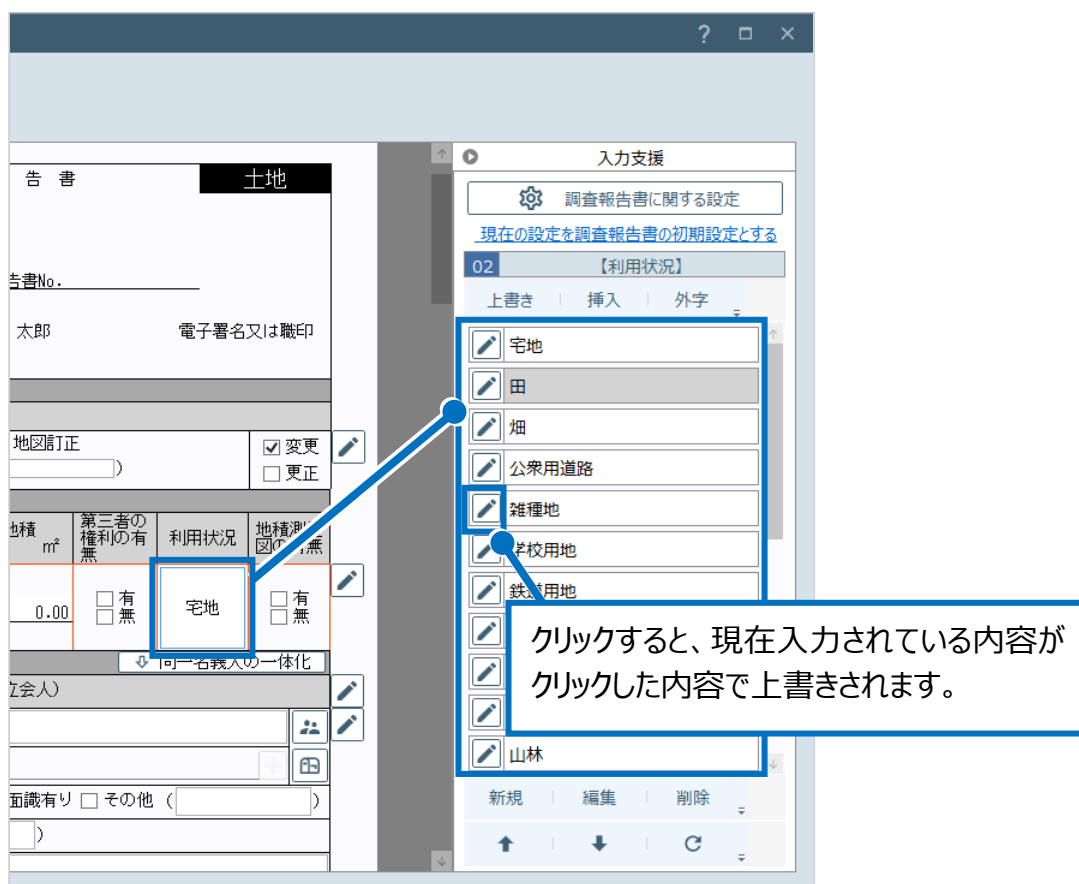 ?
告 書
土地
告書No.
太郎
電子署名又は職印
地図訂正
)
変更
更正
地積
㎡
第三者の
権利の有
無
利用状況
0.00
有
無
宅地
有
無
同一名義人の一体化
立会人)
面識有り
その他 (
)
)
入力支援
調査報告書に関する設定
現在の設定を調査報告書の初期設定とする
02
【利用状況】
上書き
挿入
外字
宅地
田
畑
公衆用道路
雑種地
学校用地
鉄道用地
クリックすると、現在入力されている内容が
クリックした内容で上書きされます。
山林
新規
編集
削除